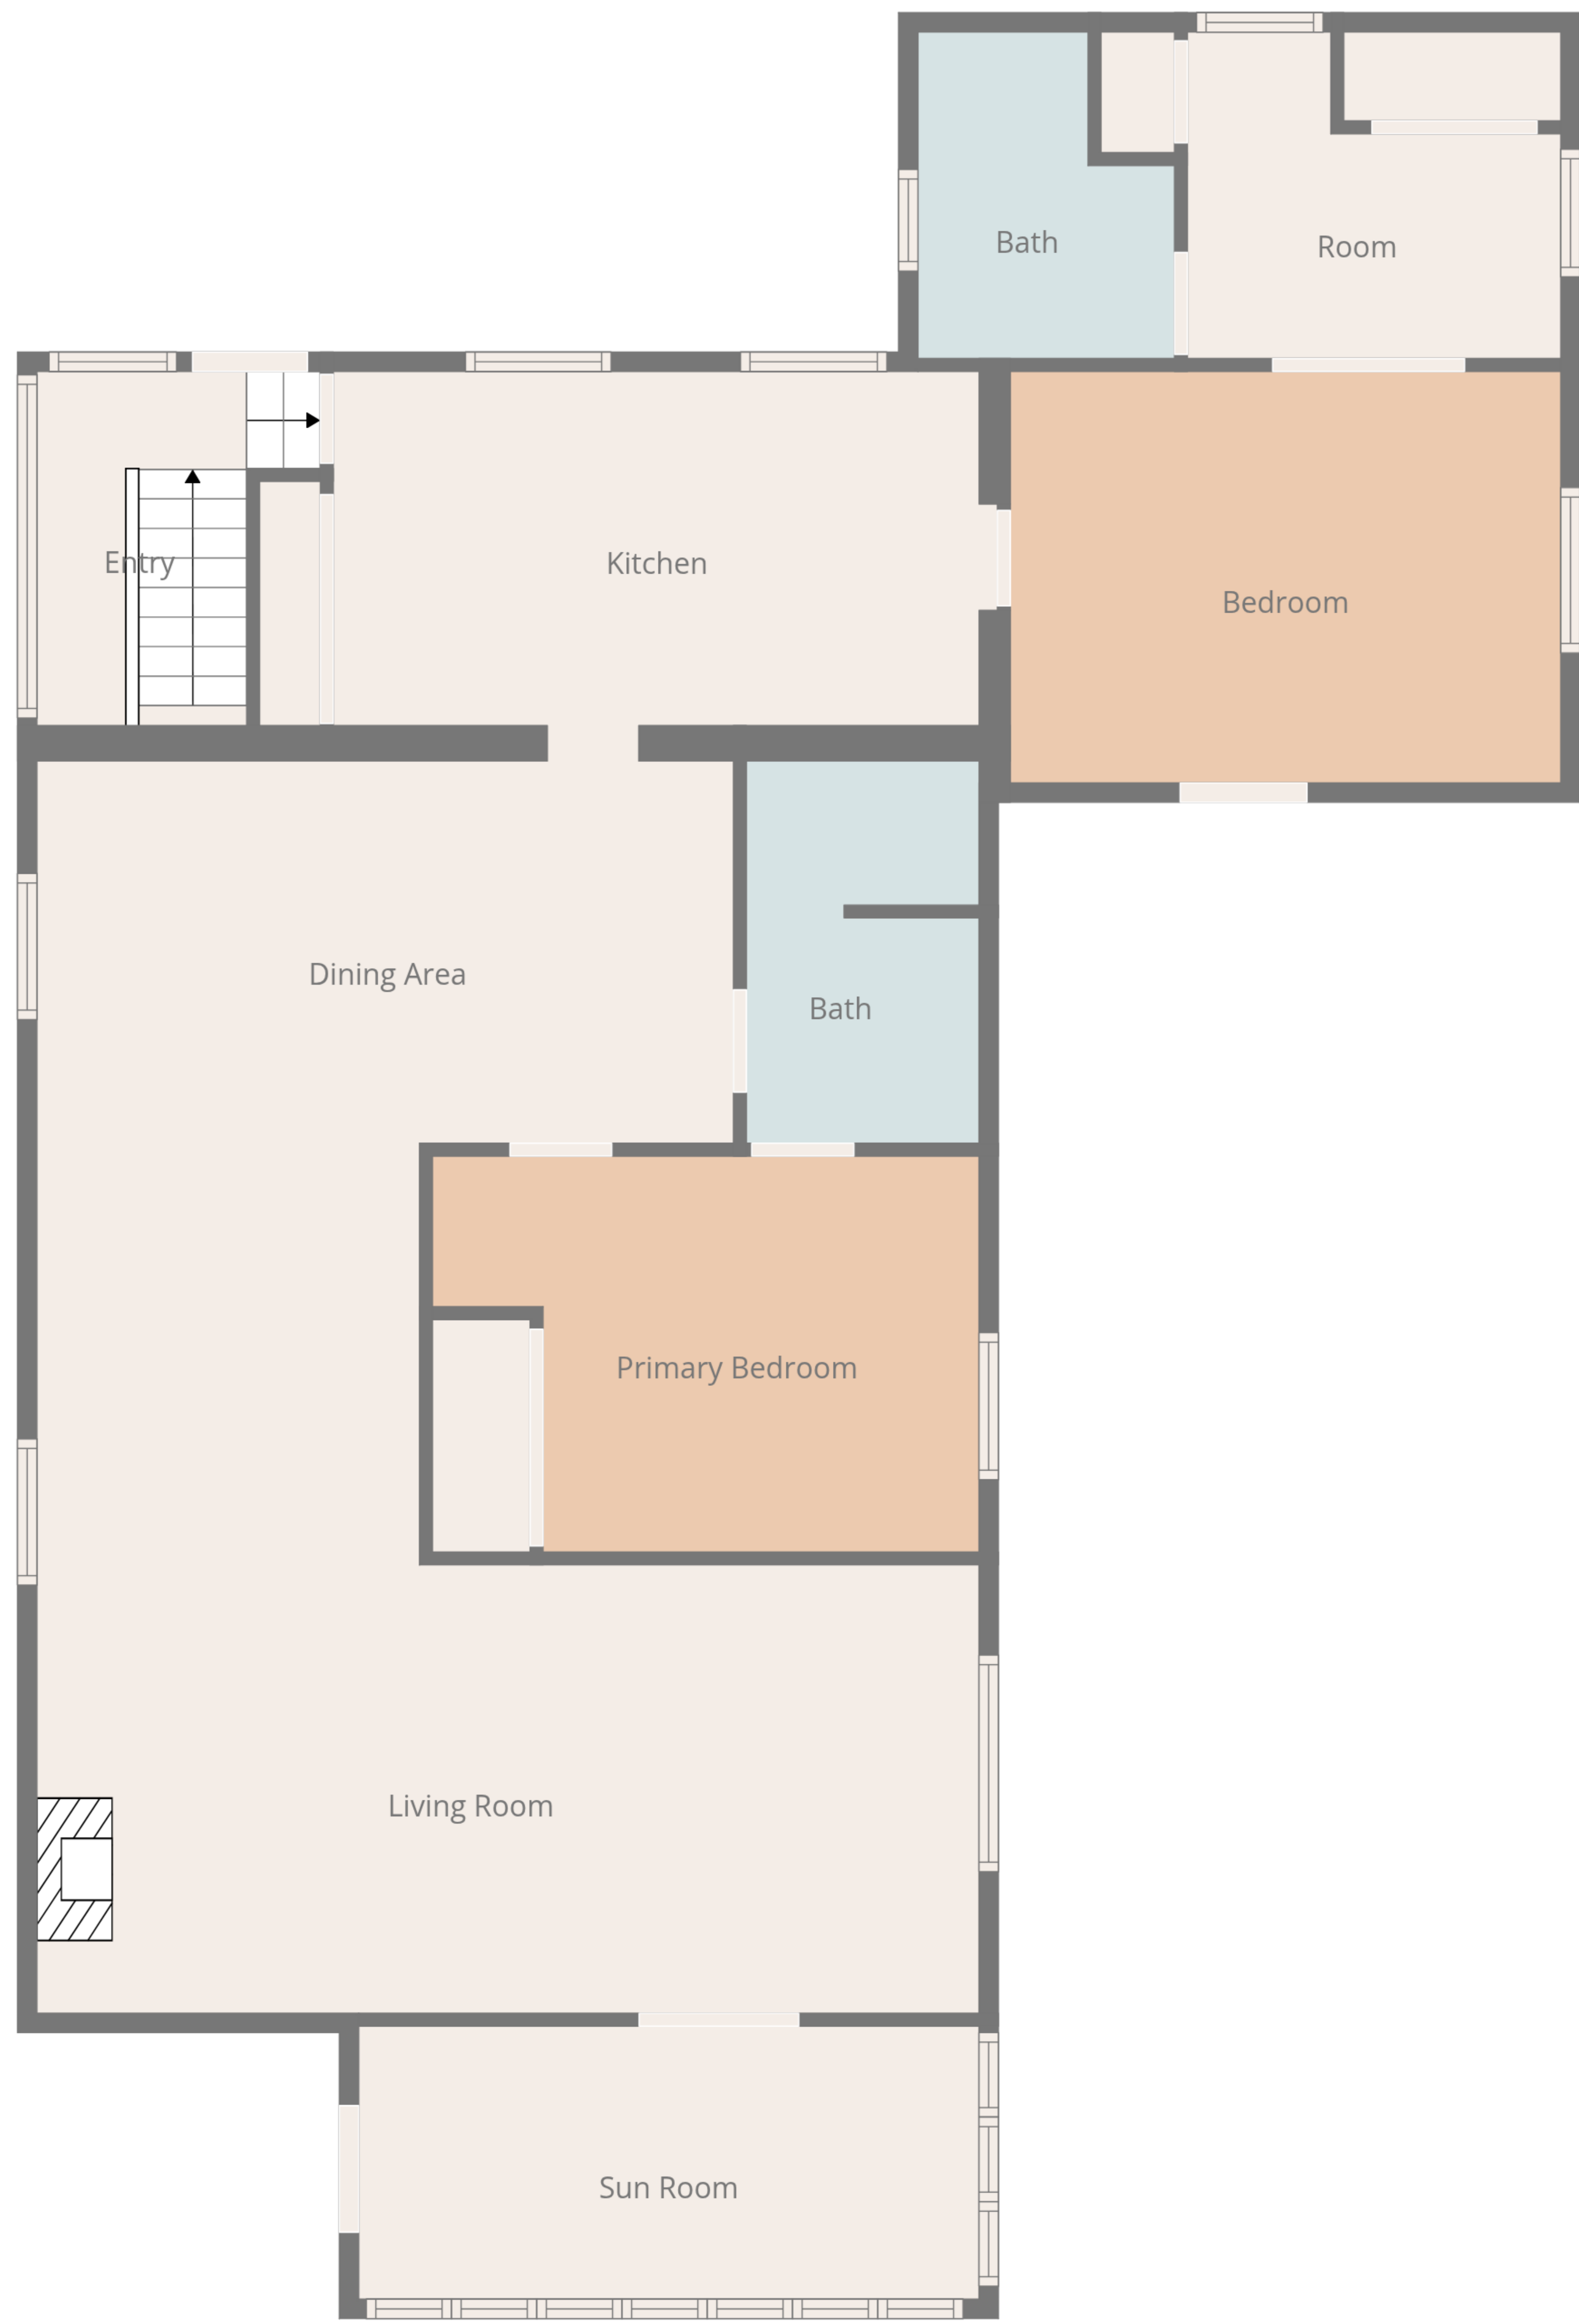 Bath
Room
Entry
Kitchen
Bedroom
Dining Area
Bath
Primary Bedroom
Living Room
Sun Room